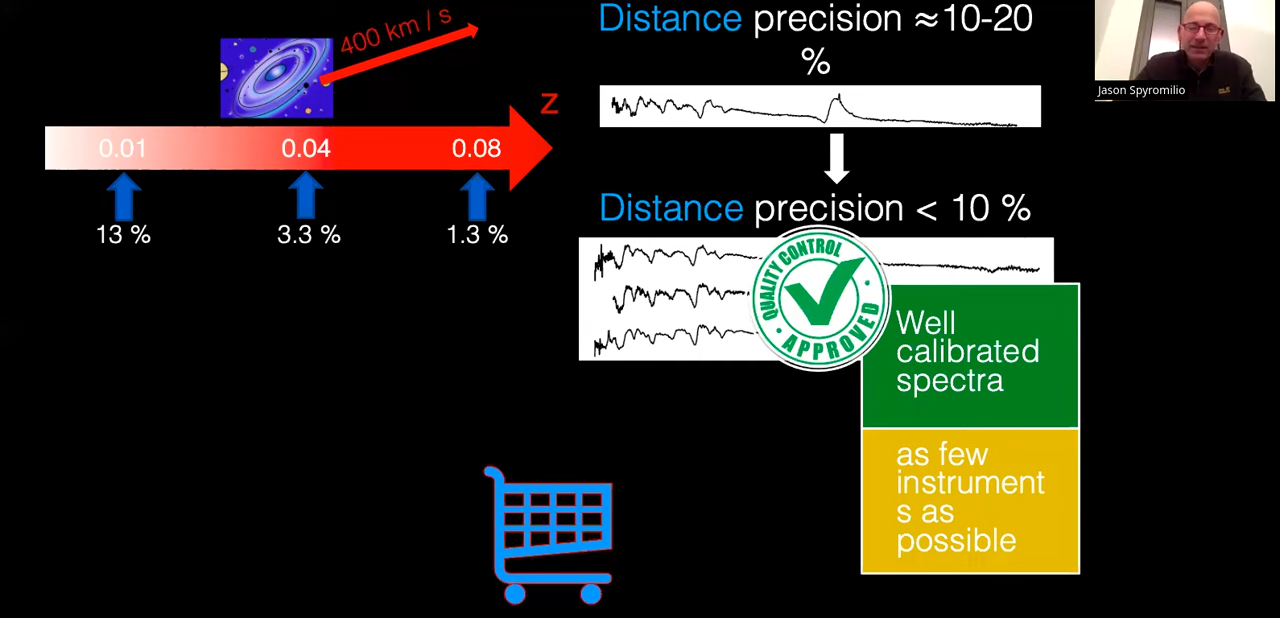 400 km / s
z
0.01
0.04
0.08
13 %
3.3 %
1.3 %
Distance precision ≈10-20
%
Distance precision < 10 %
QUALITY CONTROL
APPROVED
Well
calibrated
spectra
as few
instrument
s as
possible
Jason Spyromilio